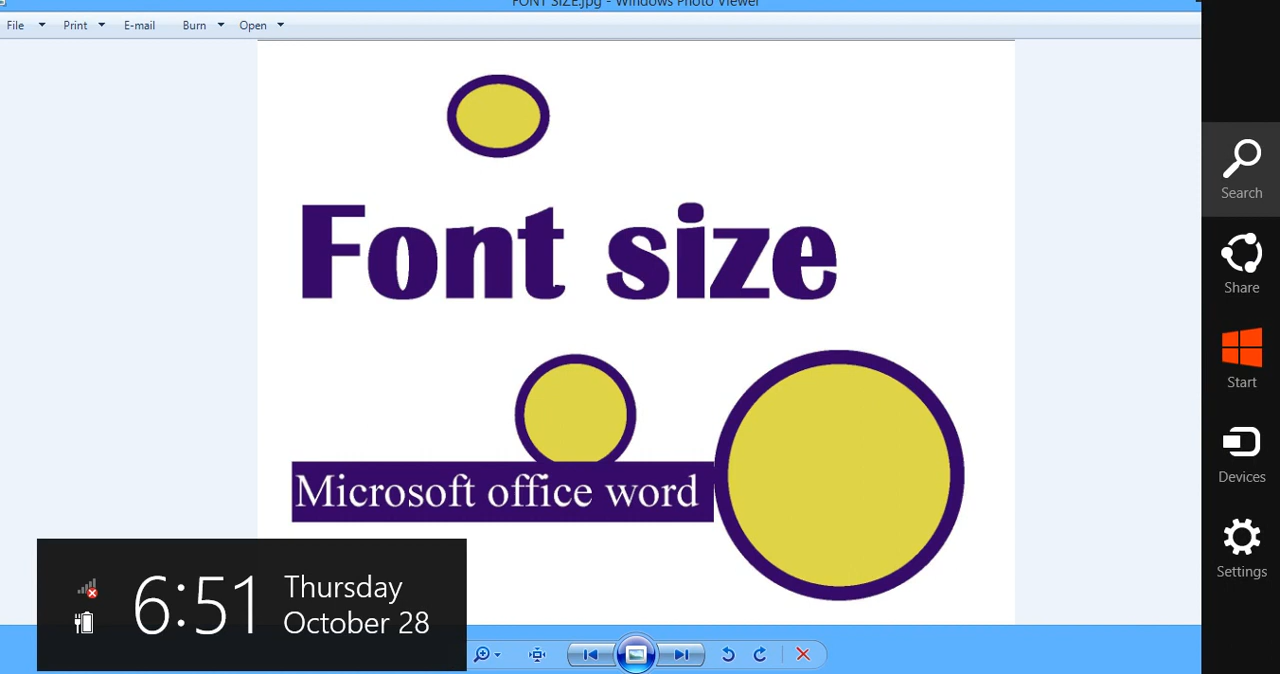 FONT SIZE.jpg - Windows Photo Viewer
File Print E-mail Burn Open
Font size
Microsoft office word
Search
Share
Start
Devices
Settings
6:51
Thursday
October 28